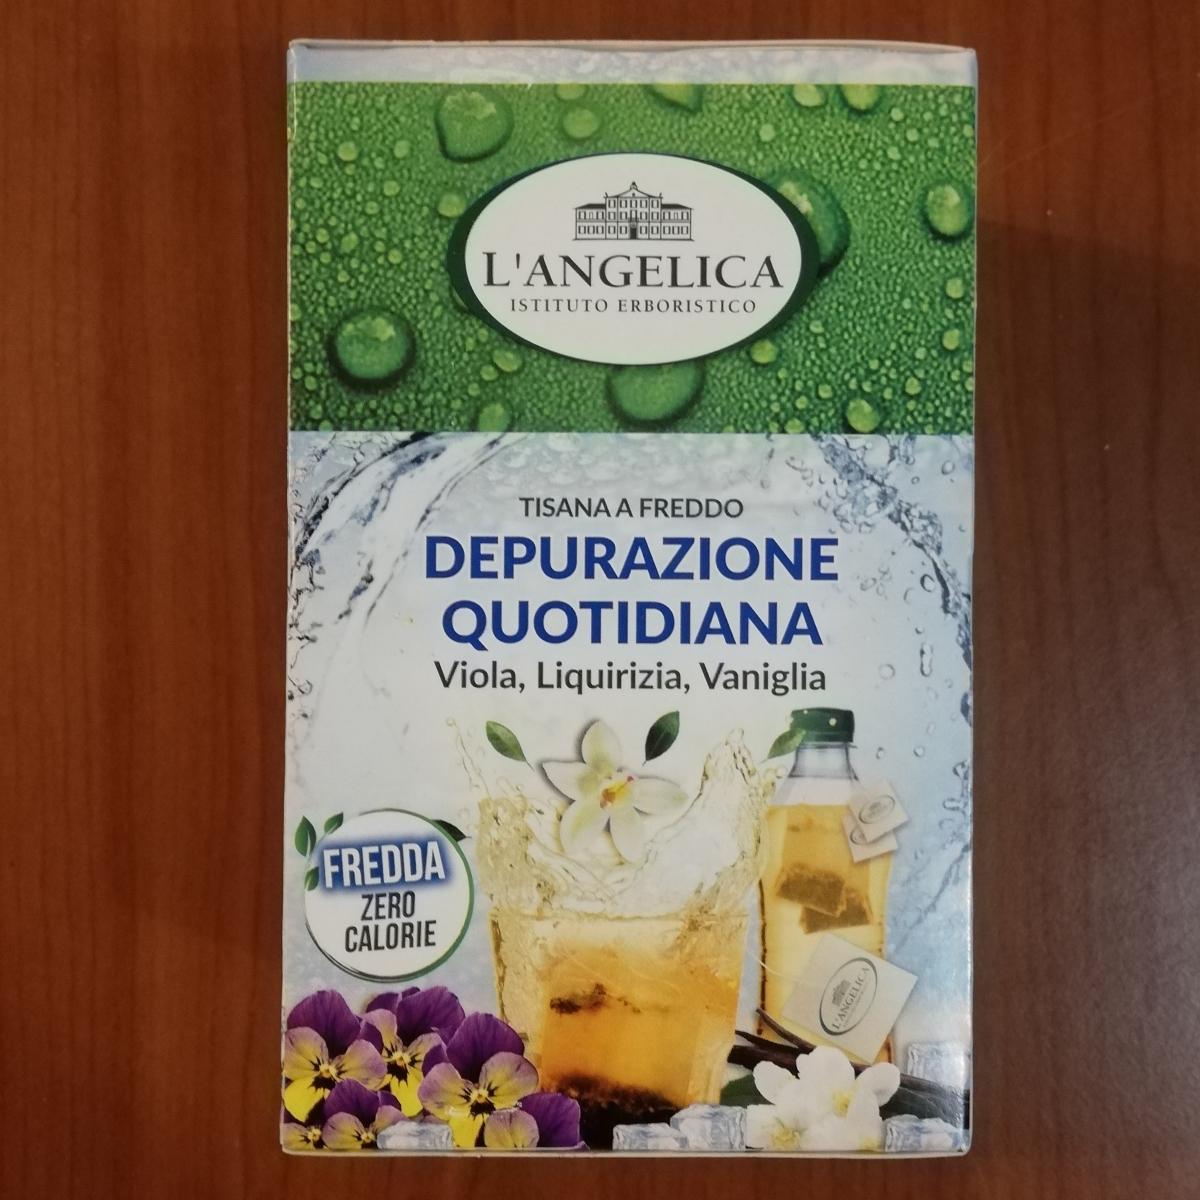 L'ANGELICA
ISTITUTO ERBORISTICO
TISANA A FREDDO
DEPURAZIONE
QUOTIDIANA
Viola, Liquirizia, Vaniglia
FREDDA
ZERO
CALORIE
L'ANGELICA